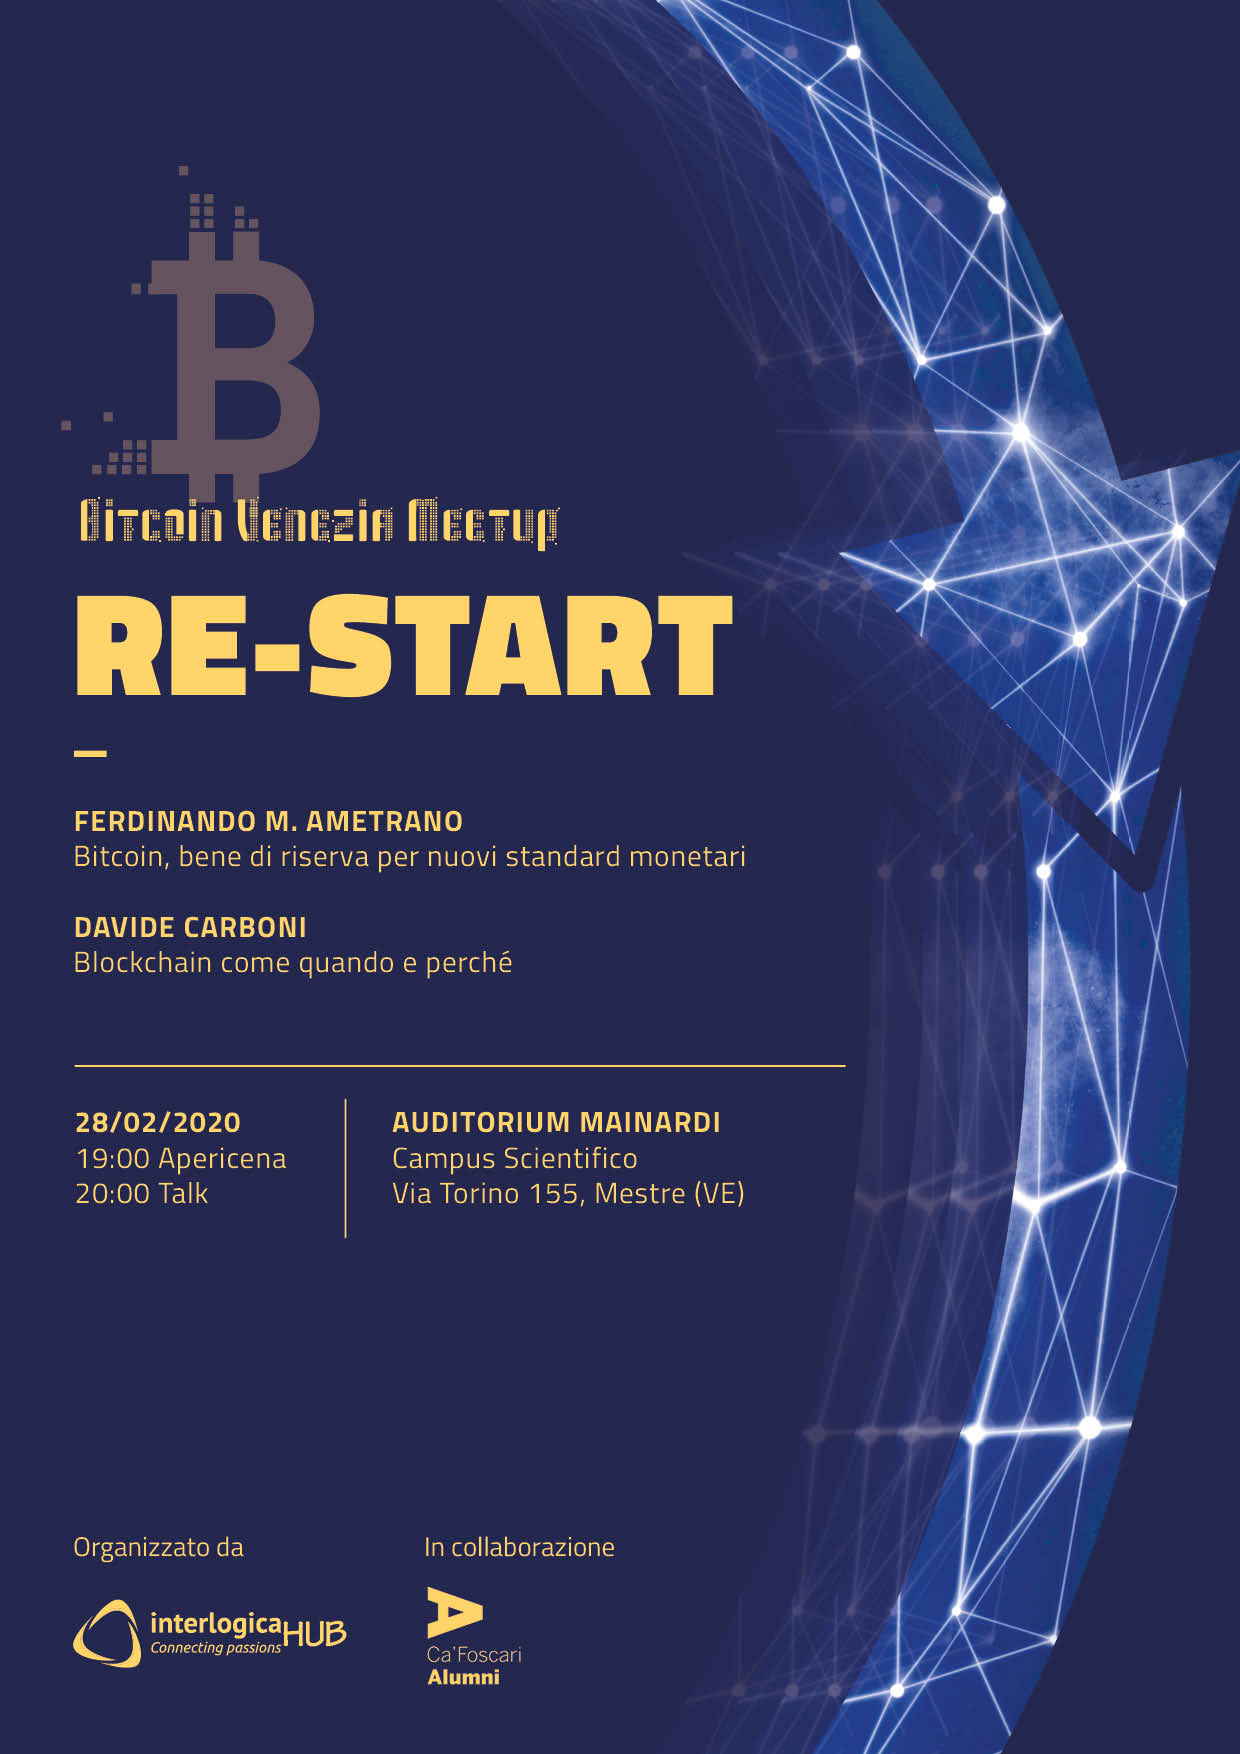 Bitcoin Venezia Meetup
RE-START
FERDINANDO M. AMETRANO
Bitcoin, bene di riserva per nuovi standard monetari
DAVIDE CARBONI
Blockchain come quando e perché
28/02/2020
19:00 Apericena
20:00 Talk
AUDITORIUM MAINARDI
Campus Scientifico
Via Torino 155, Mestre (VE)
Organizzato da
interlogica HUB
Connecting passions
In collaborazione
A
Ca'Foscari
Alumni